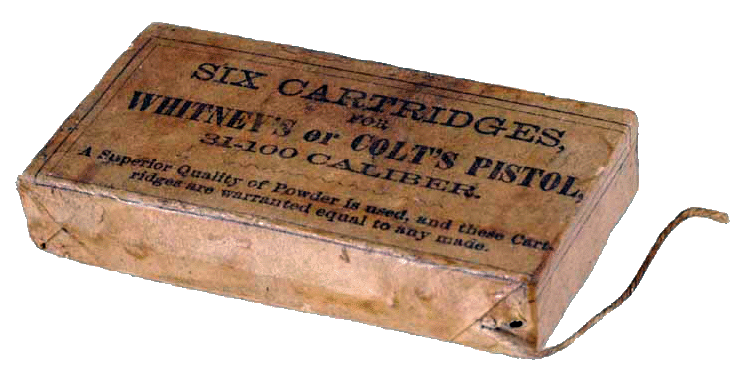 SIX CARTRIDGES,
FOR
WHITNEY'S or COLT'S PISTOL,
31-100 CALIBER.
A Superior Quality of Powder is used, and these Cart-
ridges are warranted equal to any made.